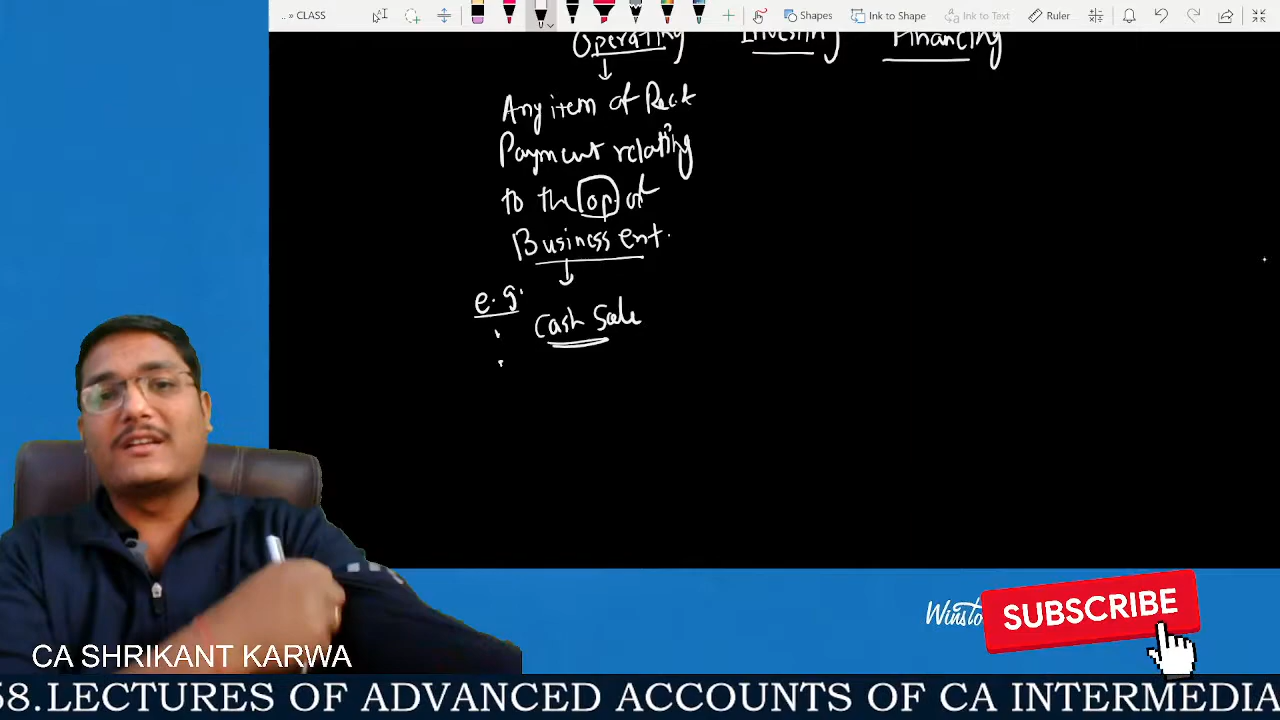 .. » CLASS
Shapes
Ink to Shape
Ink to Text
Ruler
Operating
Investing
Financing
Any item of
Payment relating
to the op of
Business ent.
e.g.
Cash Sale
SUBSCRIBE
CA SHRIKANT KARWA
58.LECTURES OF ADVANCED ACCOUNTS OF CA INTERMEDIA